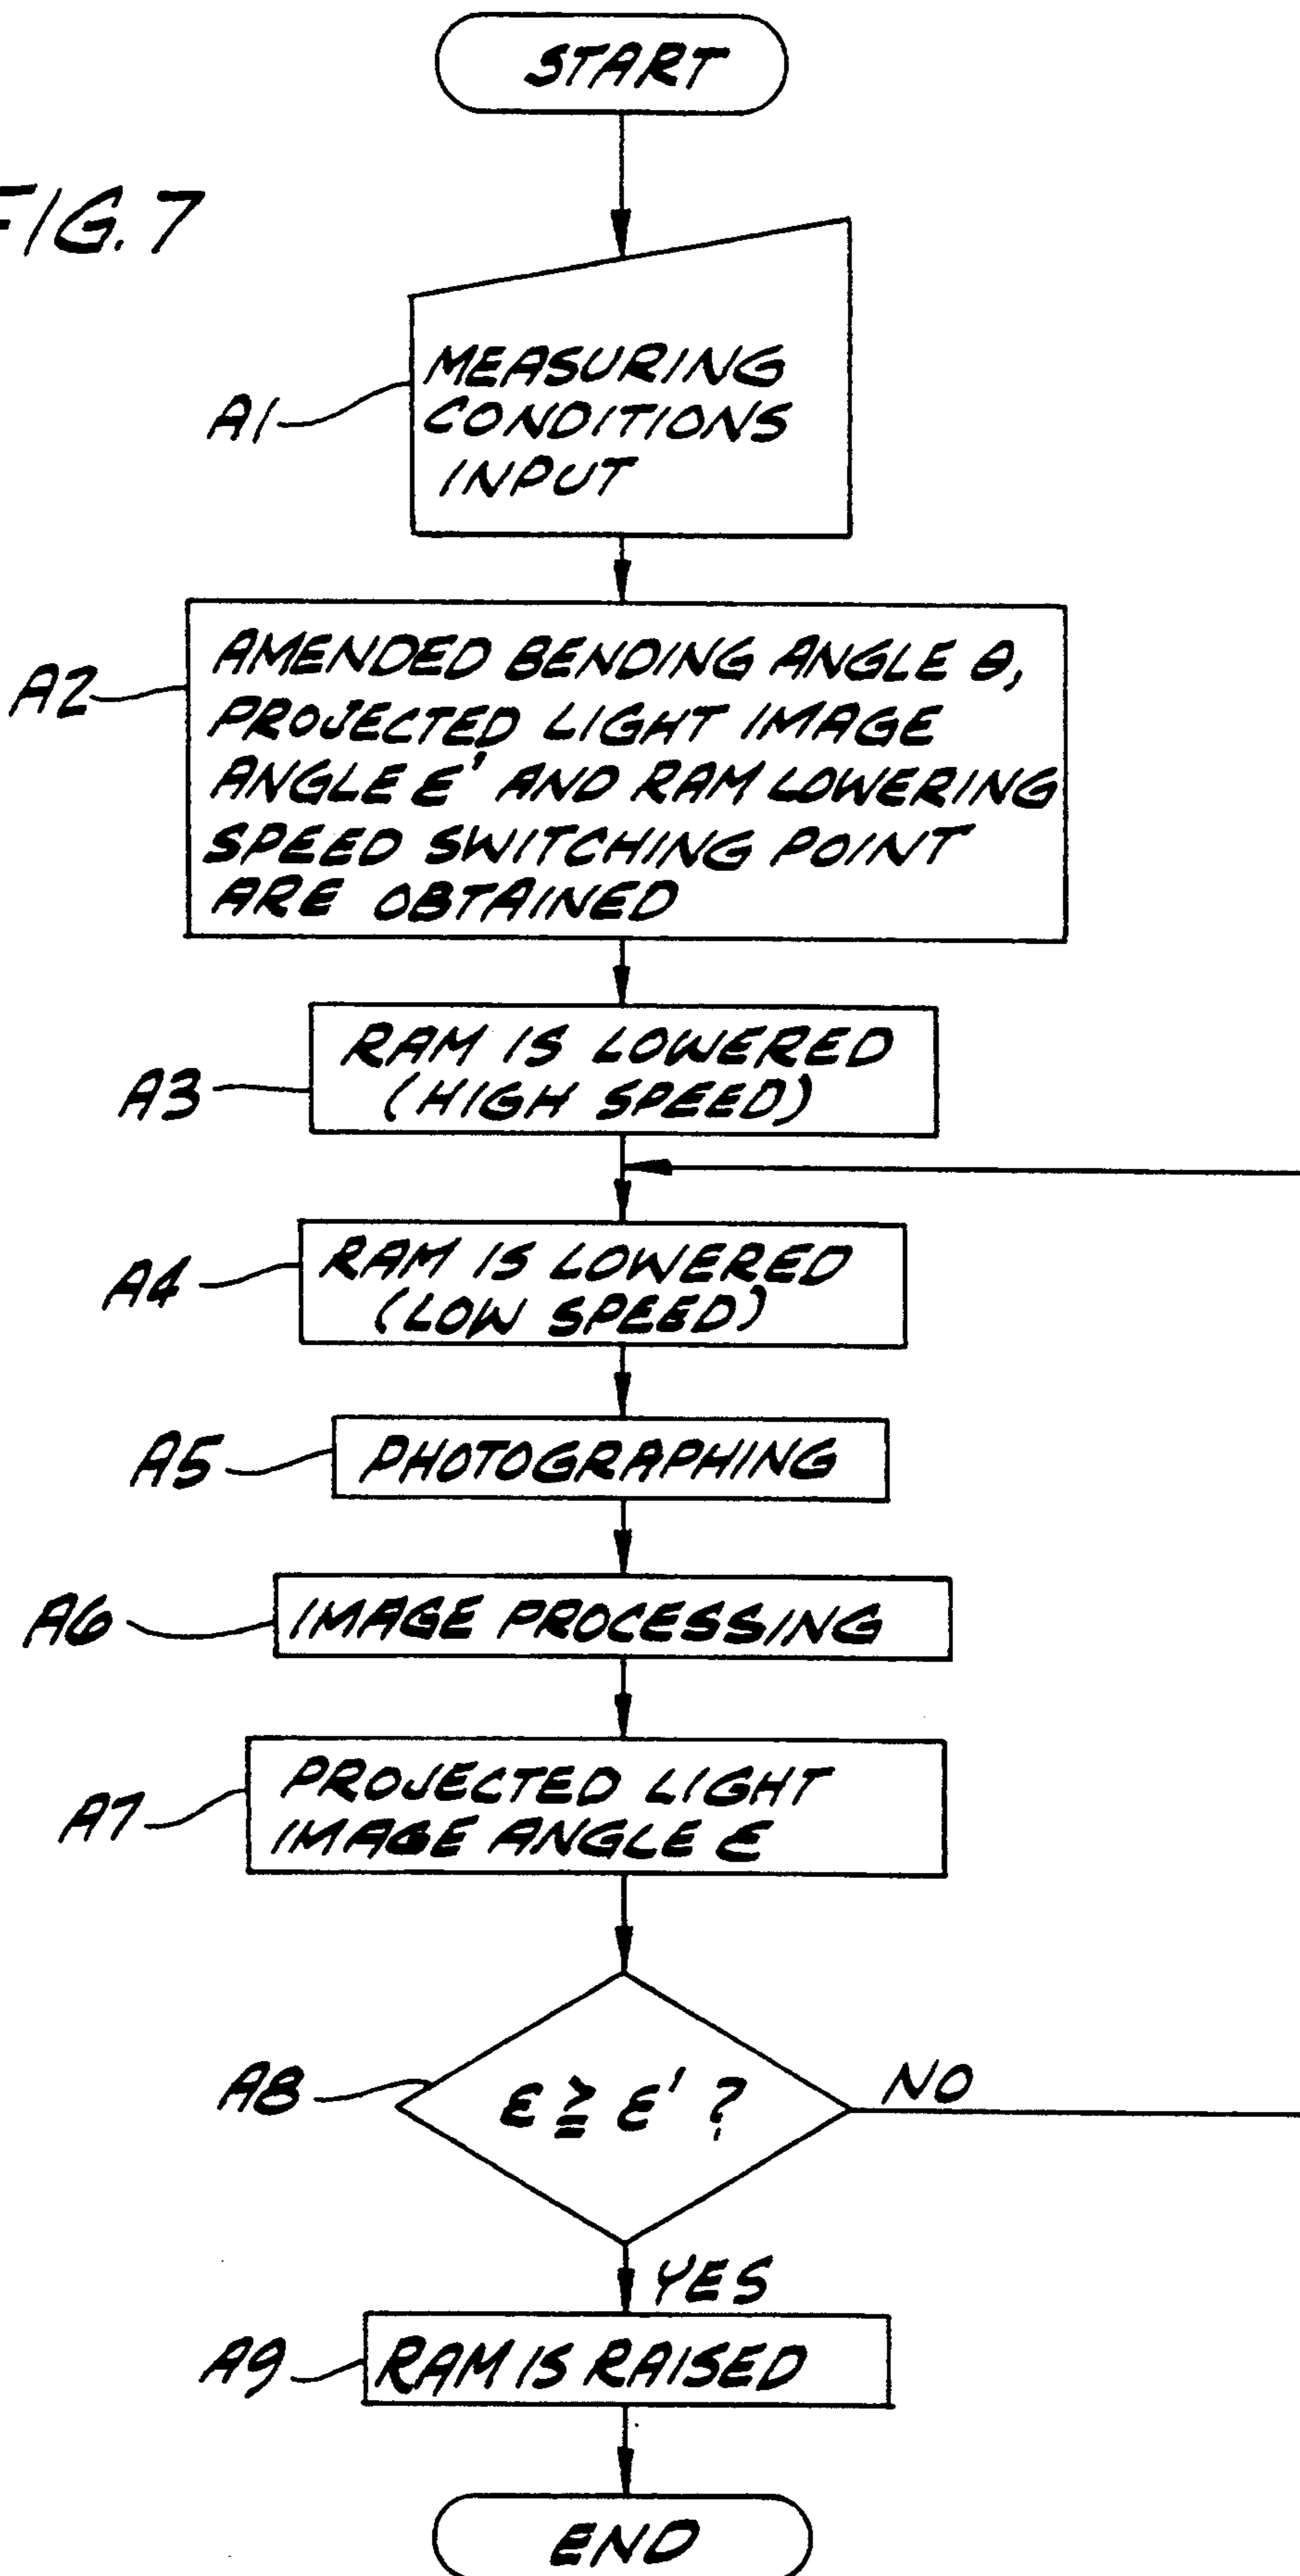 START
FIG. 7
MEASURING
CONDITIONS
INPUT
A1
AMENDED BENDING ANGLE θ,
PROJECTED LIGHT IMAGE
ANGLE ε' AND RAM LOWERING
SPEED SWITCHING POINT
ARE OBTAINED
A2
RAM IS LOWERED
(HIGH SPEED)
A3
RAM IS LOWERED
(LOW SPEED)
A4
PHOTOGRAPHING
A5
IMAGE PROCESSING
A6
PROJECTED LIGHT
IMAGE ANGLE ε
A7
ε ≧ ε' ?
A8
NO
YES
RAM IS RAISED
A9
END